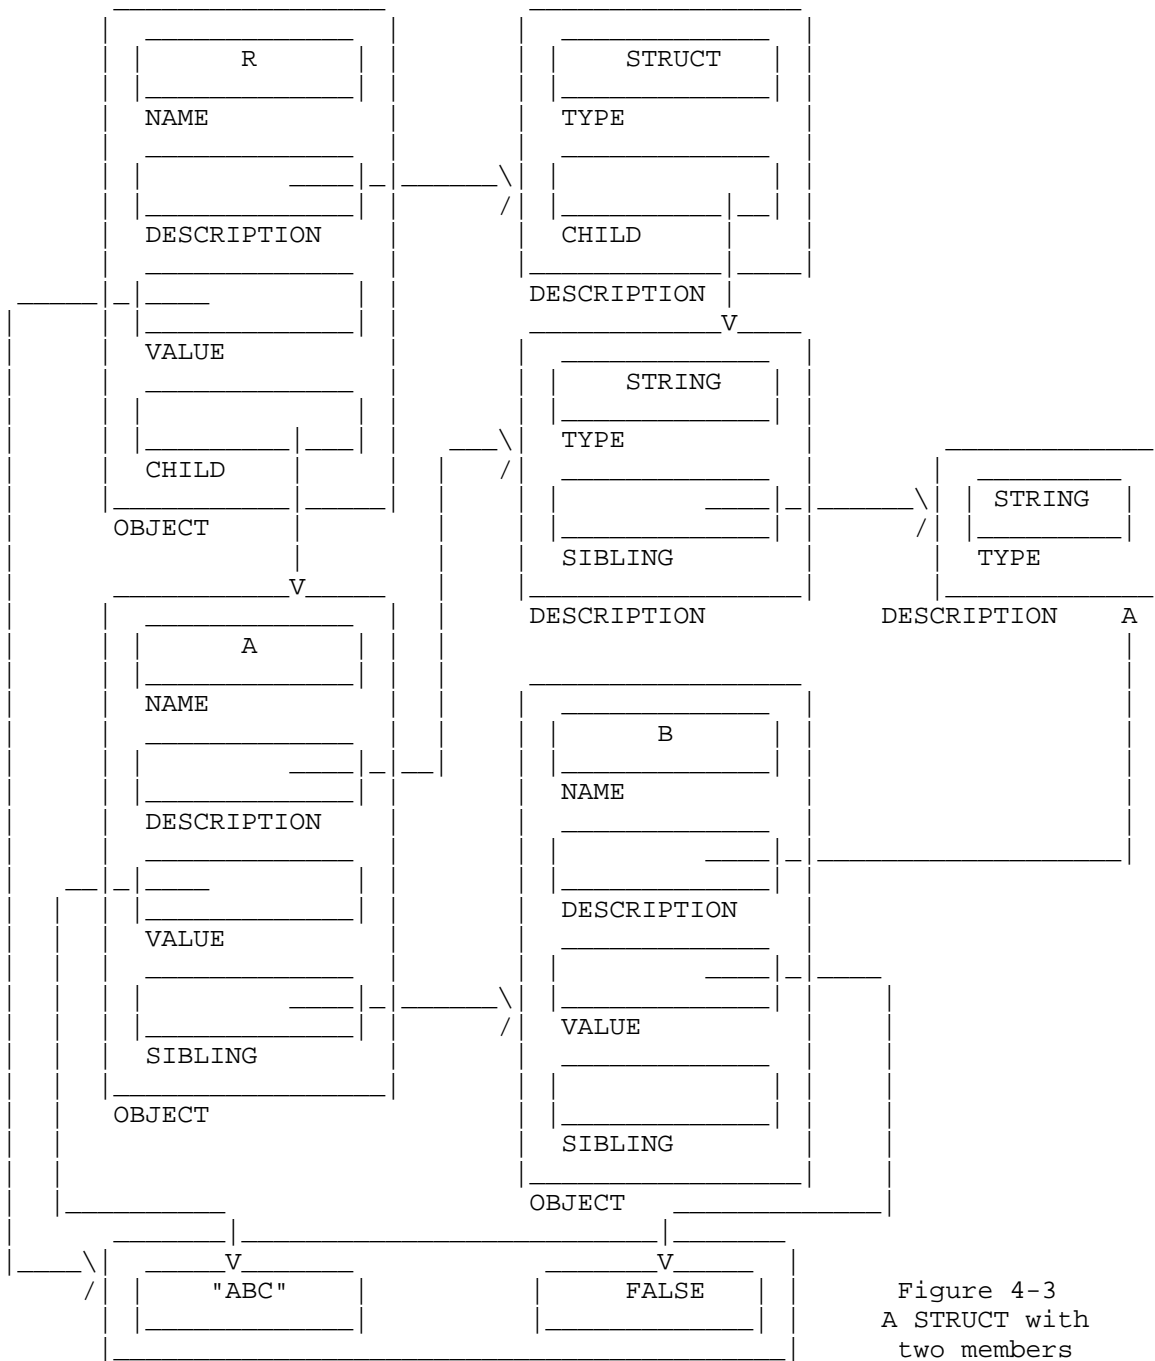 R STRUCT
NAME TYPE
DESCRIPTION CHILD
DESCRIPTION
V
VALUE
STRING
TYPE
CHILD
STRING
OBJECT
SIBLING TYPE
V
DESCRIPTION DESCRIPTION A
A
NAME
B
NAME
DESCRIPTION
DESCRIPTION
VALUE
VALUE
SIBLING
OBJECT
SIBLING
OBJECT
V V
"ABC" FALSE Figure 4-3
A STRUCT with
two members